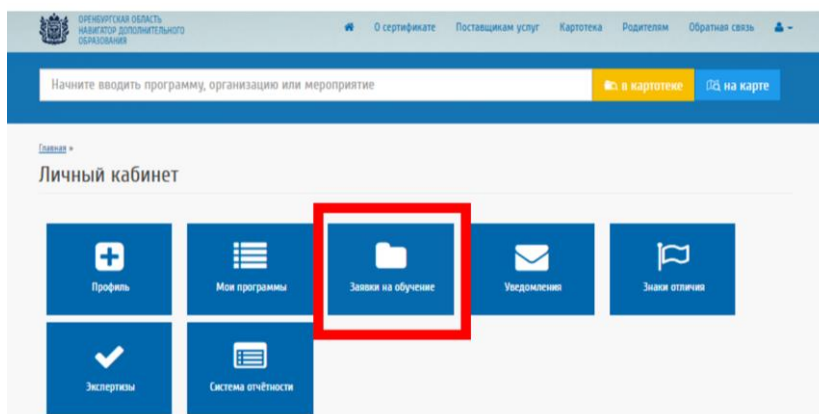 ОРЕНБУРГСКАЯ ОБЛАСТЬ
НАВИГАТОР ДОПОЛНИТЕЛЬНОГО
ОБРАЗОВАНИЯ
О сертификате Поставщикам услуг Картотека Родителям Обратная связь
Начните вводить программу, организацию или мероприятие
в картотеке на карте
Главная »
Личный кабинет
Профиль Мои программы Заявки на обучение Уведомления Знаки отличия
Экспертизы Система отчётности